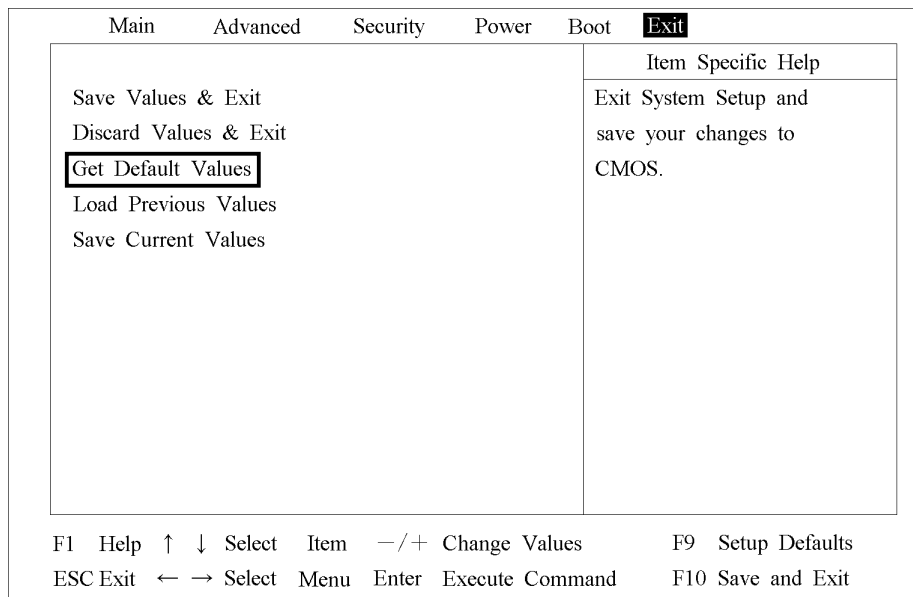 Main Advanced Security Power Boot Exit
Item Specific Help
Save Values & Exit
Discard Values & Exit
Get Default Values
Load Previous Values
Save Current Values
Exit System Setup and
save your changes to
CMOS.
F1 Help ↑ ↓ Select Item −/+ Change Values F9 Setup Defaults
ESC Exit ← → Select Menu Enter Execute Command F10 Save and Exit